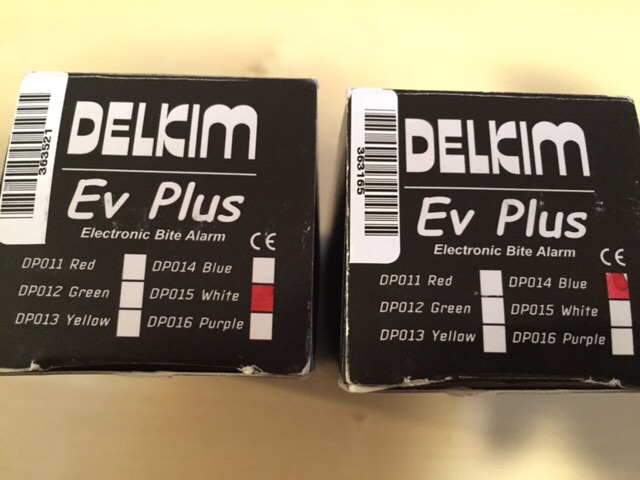 363521
DELKIM
Ev Plus
Electronic Bite Alarm CE
DP011 Red DP014 Blue
DP012 Green DP015 White
DP013 Yellow DP016 Purple
363165
DELKIM
Ev Plus
Electronic Bite Alarm CE
DP011 Red DP014 Blue
DP012 Green DP015 White
DP013 Yellow DP016 Purple